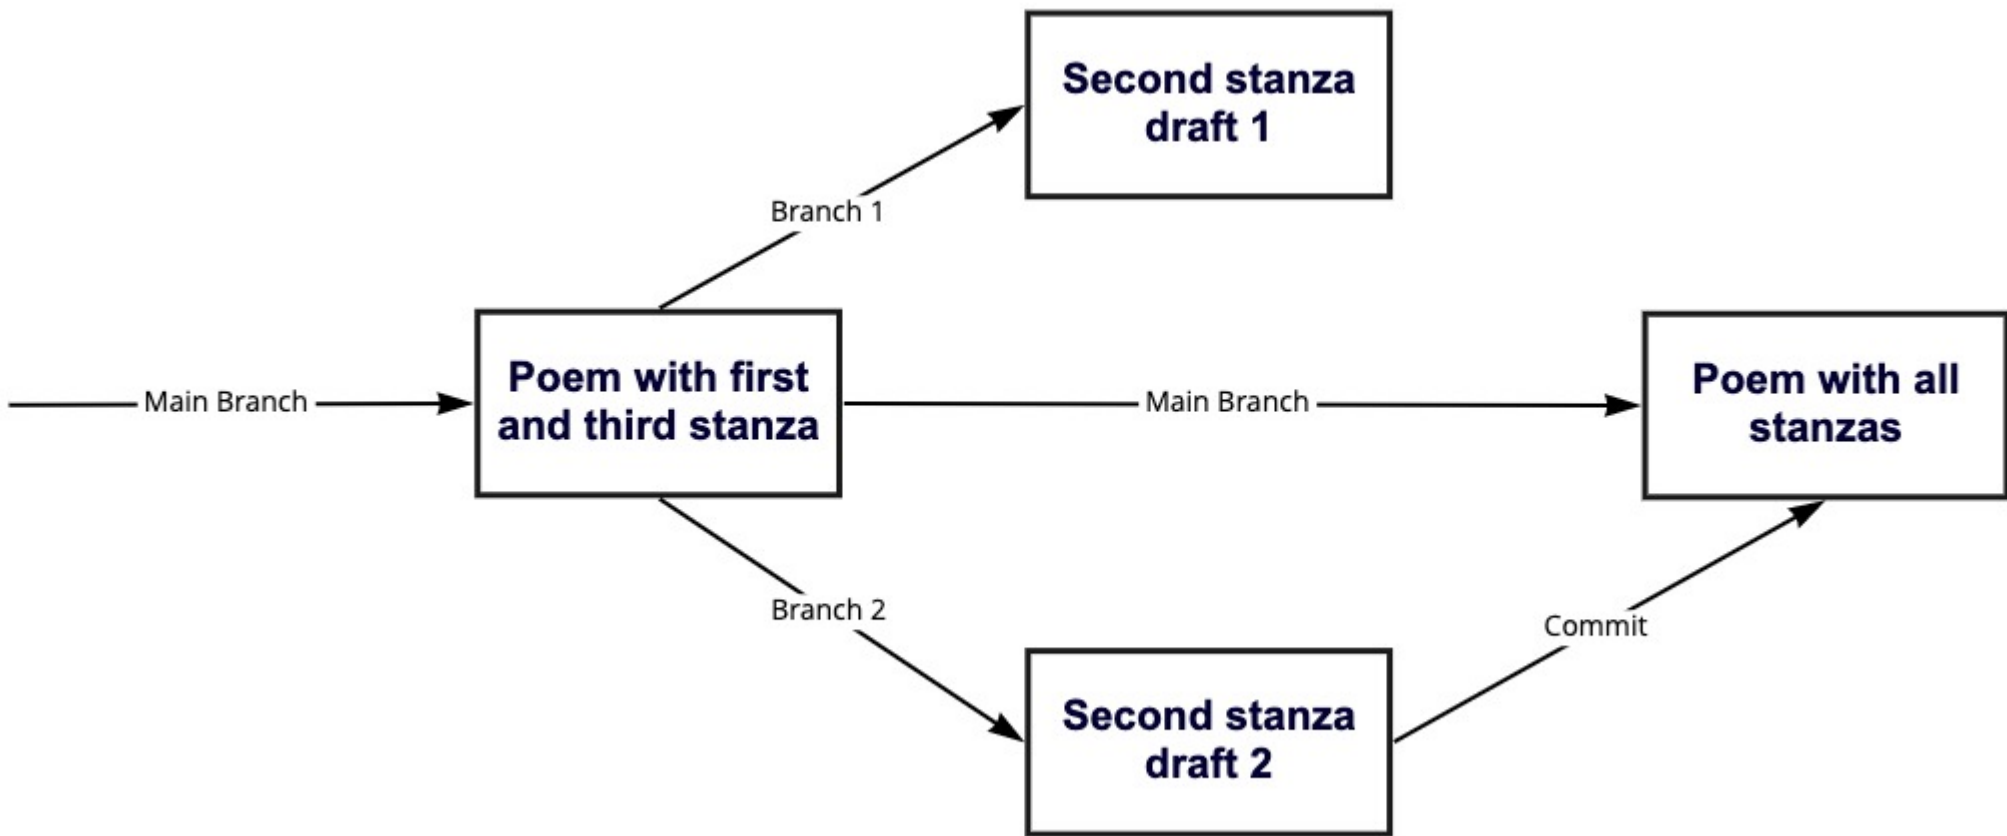 Second stanza
draft 1
Branch 1
Main Branch
Poem with first
and third stanza
Main Branch
Poem with all
stanzas
Branch 2
Commit
Second stanza
draft 2